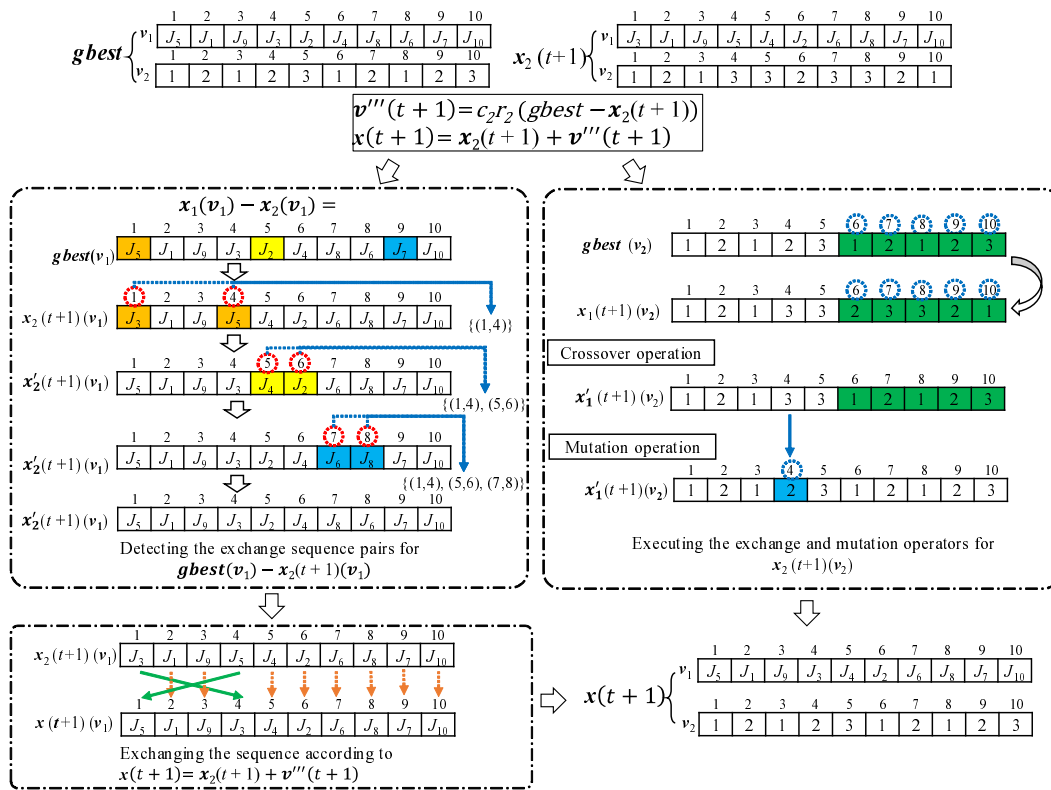 1 2 3 4 5 6 7 8 9 10
gbest v₁ J₅ J₁ J₉ J₃ J₂ J₄ J₈ J₆ J₇ J₁₀
1 2 3 4 5 6 7 8 9 10
v₂ 1 2 1 2 3 1 2 1 2 3
1 2 3 4 5 6 7 8 9 10
x₂(t+1) v₁ J₃ J₁ J₉ J₅ J₄ J₂ J₆ J₈ J₇ J₁₀
1 2 3 4 5 6 7 8 9 10
v₂ 1 2 1 3 3 2 3 3 2 1
v′′′(t + 1)=c₂r₂(gbest − x₂(t + 1))
x(t + 1)= x₂(t + 1) + v′′′(t + 1)
x₁(v₁) − x₂(v₁) =
1 2 3 4 5 6 7 8 9 10
gbest(v₁) J₅ J₁ J₉ J₃ J₂ J₄ J₈ J₆ J₇ J₁₀
1 2 3 4 5 6 7 8 9 10
x₂(t+1)(v₁) J₃ J₁ J₉ J₅ J₄ J₂ J₆ J₈ J₇ J₁₀
{(1,4)}
1 2 3 4 5 6 7 8 9 10
x′₂(t+1)(v₁) J₅ J₁ J₉ J₃ J₄ J₂ J₆ J₈ J₇ J₁₀
{(1,4), (5,6)}
1 2 3 4 5 6 7 8 9 10
x′₂(t+1)(v₁) J₅ J₁ J₉ J₃ J₂ J₄ J₆ J₈ J₇ J₁₀
{(1,4), (5,6), (7,8)}
1 2 3 4 5 6 7 8 9 10
x′₂(t+1)(v₁) J₅ J₁ J₉ J₃ J₂ J₄ J₈ J₆ J₇ J₁₀
Detecting the exchange sequence pairs for
gbest(v₁) − x₂(t+1)(v₁)
1 2 3 4 5 6 7 8 9 10
gbest (v₂) 1 2 1 2 3 1 2 1 2 3
1 2 3 4 5 6 7 8 9 10
x₁(t+1)(v₂) 1 2 1 3 3 2 3 3 2 1
Crossover operation
1 2 3 4 5 6 7 8 9 10
x′₁(t+1)(v₂) 1 2 1 3 3 1 2 1 2 3
Mutation operation
1 2 3 4 5 6 7 8 9 10
x′₁(t+1)(v₂) 1 2 1 2 3 1 2 1 2 3
Executing the exchange and mutation operators for
x₂(t+1)(v₂)
1 2 3 4 5 6 7 8 9 10
x₂(t+1)(v₁) J₃ J₁ J₉ J₅ J₄ J₂ J₆ J₈ J₇ J₁₀
1 2 3 4 5 6 7 8 9 10
x(t+1)(v₁) J₅ J₁ J₉ J₃ J₄ J₂ J₆ J₈ J₇ J₁₀
Exchanging the sequence according to
x(t + 1)= x₂(t + 1) + v′′′(t + 1)
1 2 3 4 5 6 7 8 9 10
x(t + 1) v₁ J₅ J₁ J₉ J₃ J₄ J₂ J₆ J₈ J₇ J₁₀
1 2 3 4 5 6 7 8 9 10
v₂ 1 2 1 2 3 1 2 1 2 3